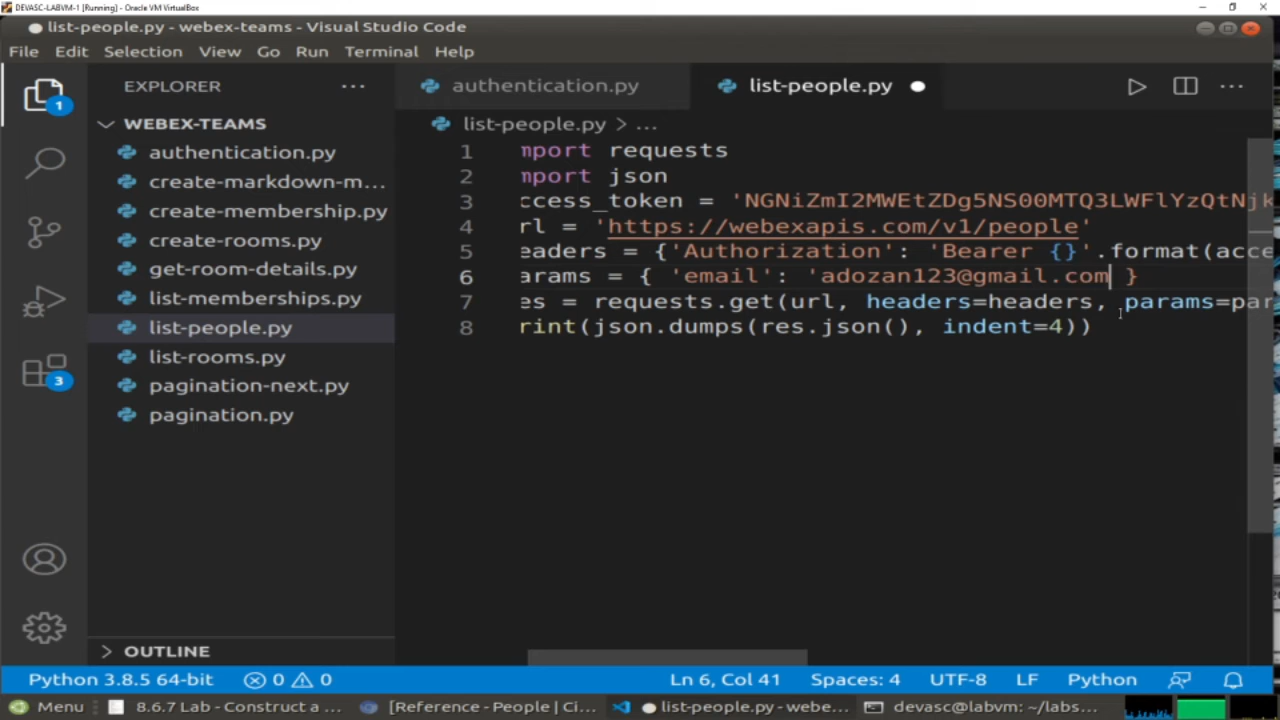 DEVASC-LABVM-1 [Running] - Oracle VM VirtualBox
list-people.py - webex-teams - Visual Studio Code
File Edit Selection View Go Run Terminal Help
EXPLORER ...
authentication.py
list-people.py
WEBEX-TEAMS
list-people.py > ...
authentication.py
create-markdown-m...
create-membership.py
create-rooms.py
get-room-details.py
list-memberships.py
list-people.py
list-rooms.py
pagination-next.py
pagination.py
1 mport requests
2 mport json
3 ccess_token = 'NGNiZmI2MWEtZDg5NS00MTQ3LWFlYzQtNjk
4 rl = 'https://webexapis.com/v1/people'
5 eaders = {'Authorization': 'Bearer {}'.format(acce
6 arams = { 'email': 'adozan123@gmail.com }
7 es = requests.get(url, headers=headers, params=par
8 rint(json.dumps(res.json(), indent=4))
1
3
OUTLINE
Python 3.8.5 64-bit 0 0 Ln 6, Col 41 Spaces: 4 UTF-8 LF Python
Menu 8.6.7 Lab - Construct a ... [Reference - People | Ci... list-people.py - webe... devasc@labvm: ~/labs...